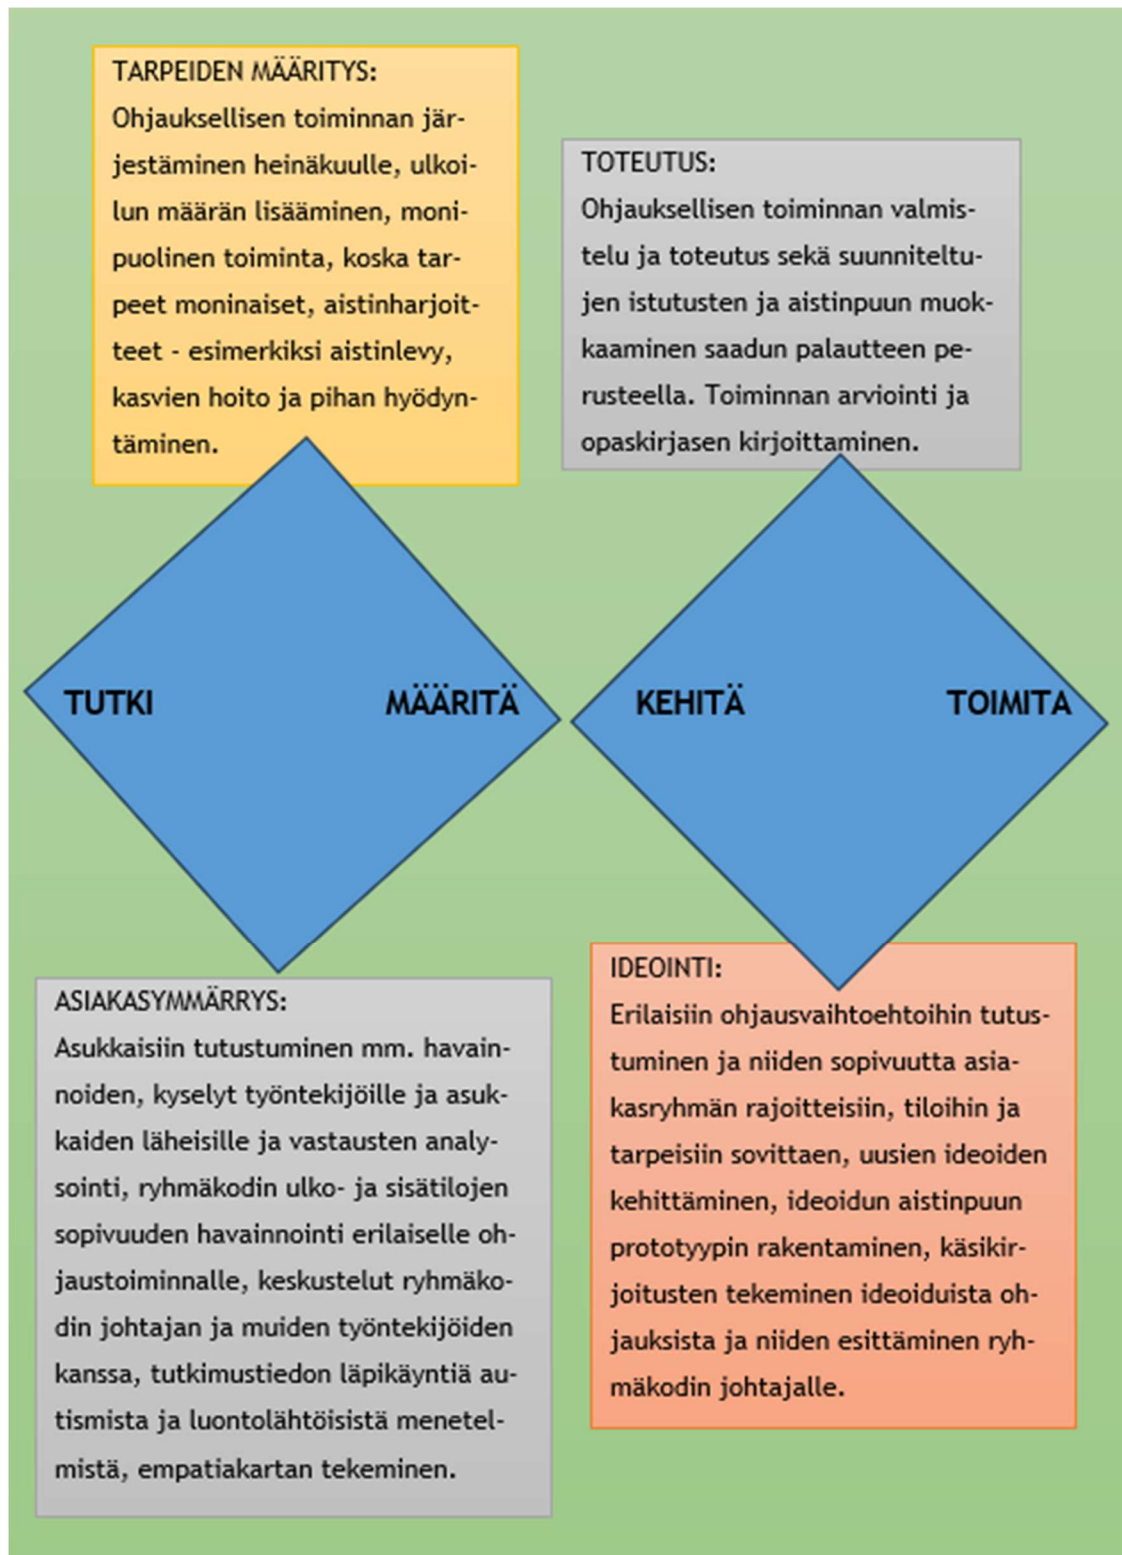 TARPEIDEN MÄÄRITYS:
Ohjauksellisen toiminnan jär-
jestäminen heinäkuulle, ulkoi-
lun määrän lisääminen, moni-
puolinen toiminta, koska tar-
peet moninaiset, aistinharjoit-
teet - esimerkiksi aistinlevy,
kasvien hoito ja pihan hyödyn-
täminen.
TOTEUTUS:
Ohjauksellisen toiminnan valmis-
telu ja toteutus sekä suunniteltu-
jen istutusten ja aistinpuun muok-
kaaminen saadun palautteen pe-
rusteella. Toiminnan arviointi ja
opaskirjasen kirjoittaminen.
TUTKI
MÄÄRITÄ
KEHITÄ
TOIMITA
ASIAKASYMMÄRRYS:
Asukkaisiin tutustuminen mm. havain-
noiden, kyselyt työntekijöille ja asuk-
kaiden läheisille ja vastausten analy-
sointi, ryhmäkodin ulko- ja sisätilojen
sopivuuden havainnointi erilaiselle oh-
jaustoiminnalle, keskustelut ryhmäko-
din johtajan ja muiden työntekijöiden
kanssa, tutkimustiedon läpikäyntiä au-
tismista ja luontolähtöisistä menetel-
mistä, empatiakartan tekeminen.
IDEOINTI:
Erilaisiin ohjausvaihtoehtoihin tutus-
tuminen ja niiden sopivuutta asia-
kasryhmän rajoitteisiin, tiloihin ja
tarpeisiin sovittaen, uusien ideoiden
kehittäminen, ideoidun aistinpuun
prototyypin rakentaminen, käsikir-
joitusten tekeminen ideoiduista oh-
jauksista ja niiden esittäminen ryh-
mäkodin johtajalle.